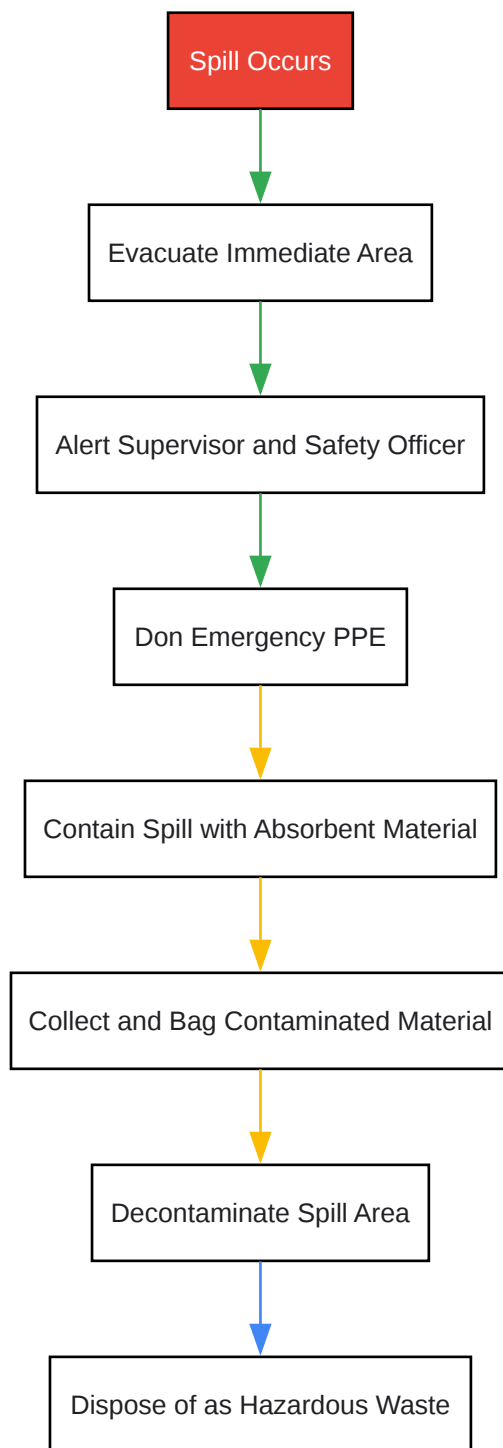 Spill Occurs
Evacuate Immediate Area
Alert Supervisor and Safety Officer
Don Emergency PPE
Contain Spill with Absorbent Material
Collect and Bag Contaminated Material
Decontaminate Spill Area
Dispose of as Hazardous Waste